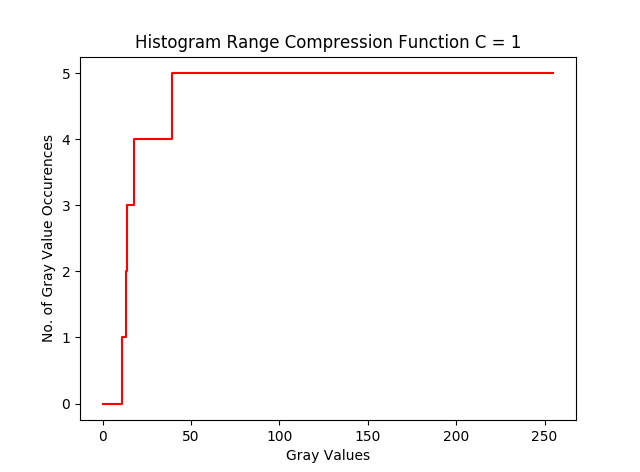 Histogram Range Compression Function C = 1
No. of Gray Value Occurences
5
4
3
2
1
0
0 50 100 150 200 250
Gray Values